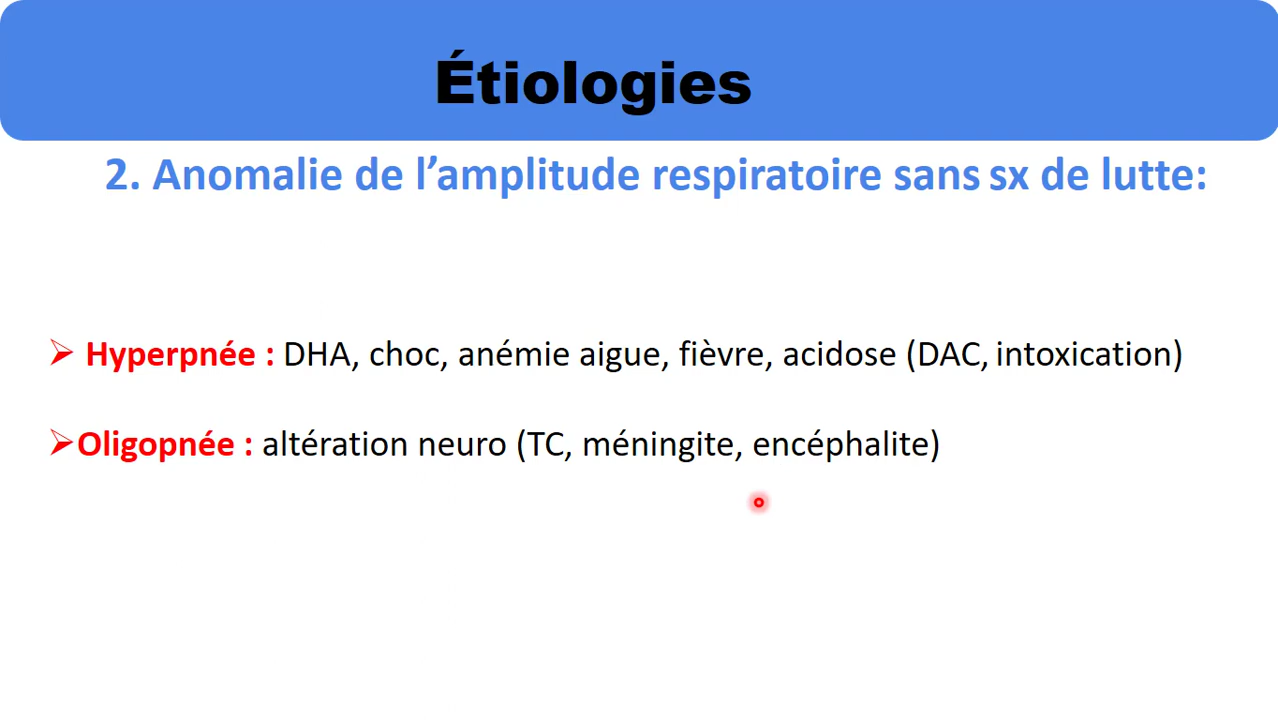 Étiologies
2. Anomalie de l’amplitude respiratoire sans sx de lutte:
➢ Hyperpnée : DHA, choc, anémie aigue, fièvre, acidose (DAC, intoxication)
➢Oligopnée : altération neuro (TC, méningite, encéphalite)